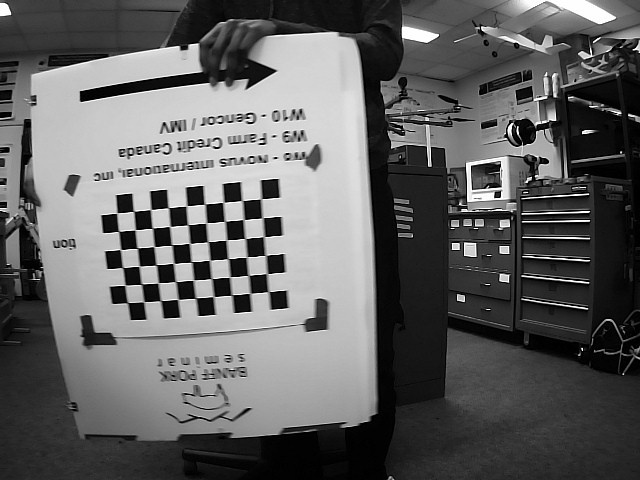 BANFF PORK
seminar
tion
W8 - Novus International, Inc
W9 - Farm Credit Canada
W10 - Gencor / IMV